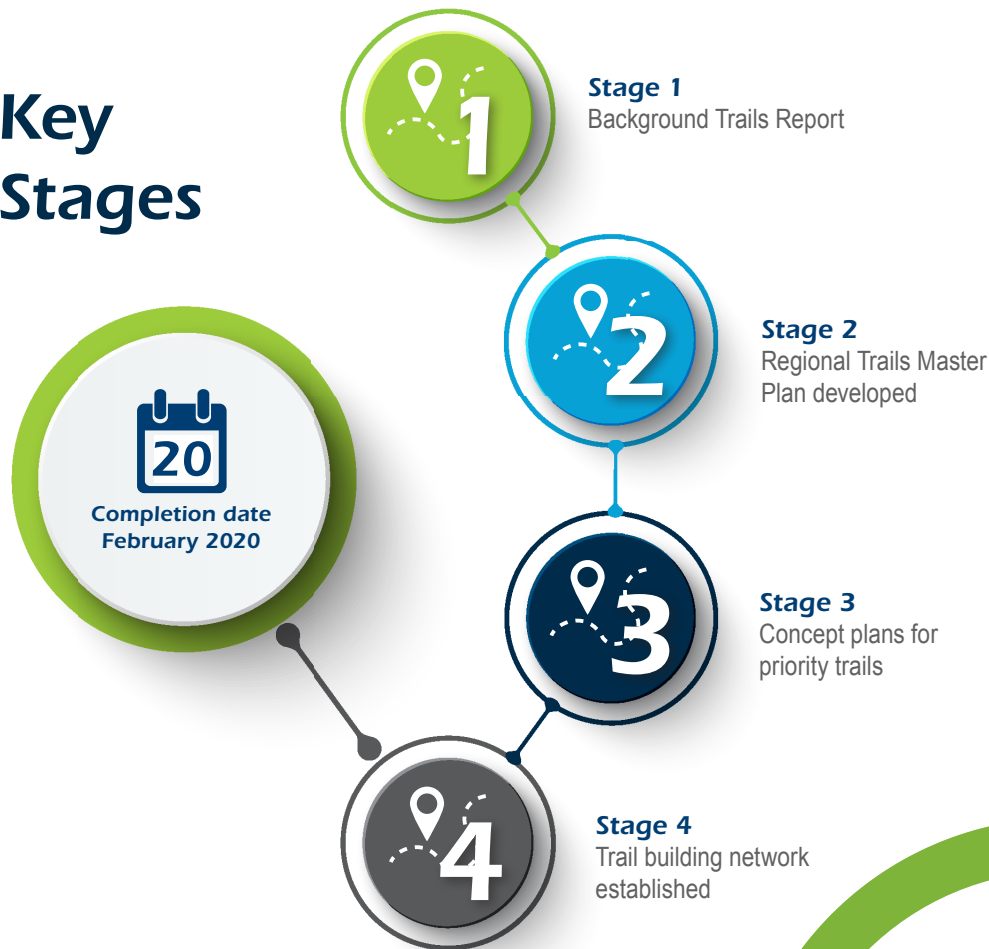 Key
Stages
1
Stage 1
Background Trails Report
2
Stage 2
Regional Trails Master
Plan developed
20
Completion date
February 2020
3
Stage 3
Concept plans for
priority trails
4
Stage 4
Trail building network
established